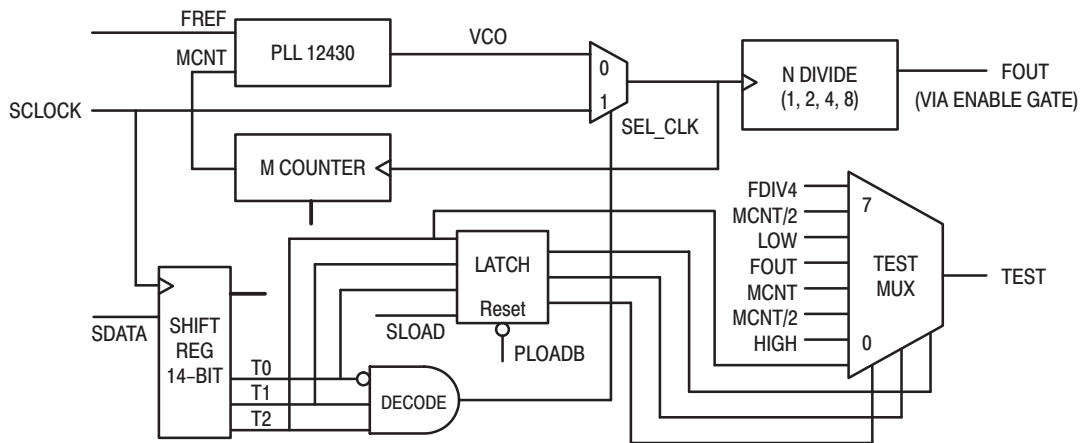 FREF
MCNT
SCLOCK
PLL 12430
VCO
0
1
SEL_CLK
N DIVIDE
(1, 2, 4, 8)
FOUT
(VIA ENABLE GATE)
M COUNTER
SDATA
SHIFT
REG
14−BIT
T0
T1
T2
DECODE
LATCH
Reset
SLOAD
PLOADB
FDIV4
MCNT/2
LOW
FOUT
MCNT
MCNT/2
HIGH
7
TEST
MUX
0
TEST